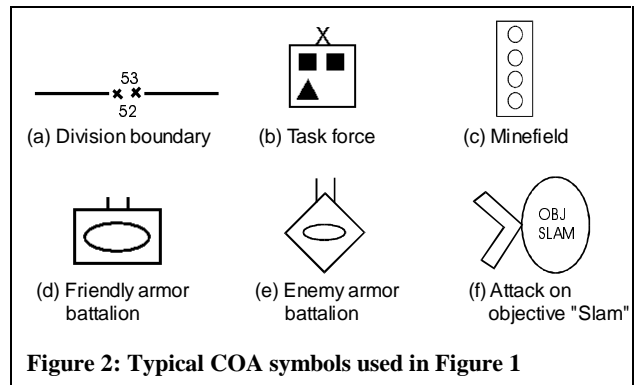 53
52
X
(a) Division boundary
(b) Task force
(c) Minefield
OBJ
SLAM
(d) Friendly armor
battalion
(e) Enemy armor
battalion
(f) Attack on
objective "Slam"
Figure 2: Typical COA symbols used in Figure 1